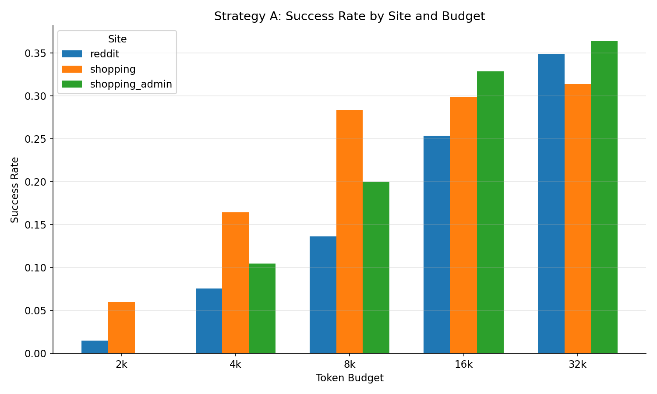 Strategy A: Success Rate by Site and Budget
Site
reddit
shopping
shopping_admin
Success Rate
0.35
0.30
0.25
0.20
0.15
0.10
0.05
0.00
2k
4k
8k
16k
32k
Token Budget